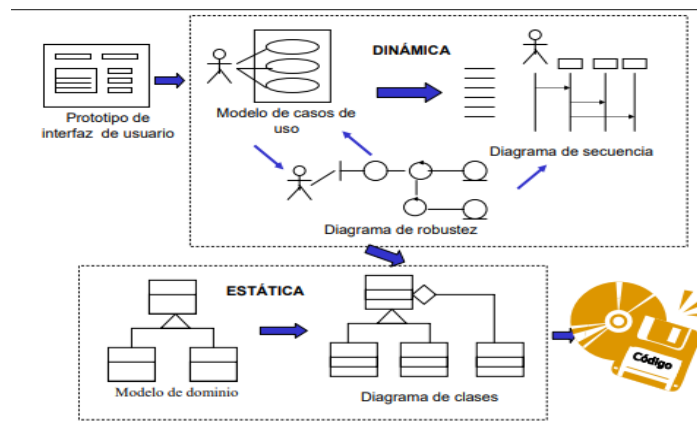 DINÁMICA
Prototipo de
interfaz de usuario
Modelo de casos de
uso
Diagrama de secuencia
Diagrama de robustez
ESTÁTICA
Código
Modelo de dominio
Diagrama de clases